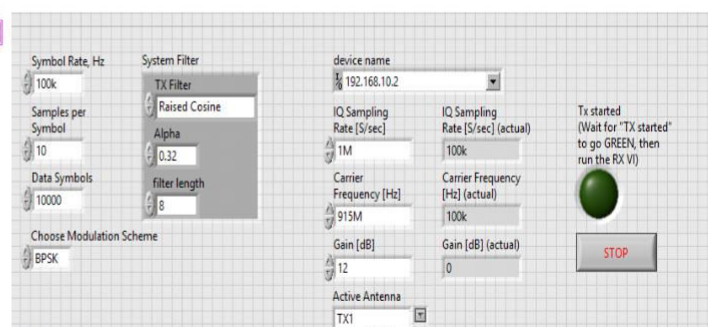 Symbol Rate, Hz
100k
Samples per
Symbol
10
Data Symbols
10000
Choose Modulation Scheme
BPSK
System Filter
TX Filter
Raised Cosine
Alpha
0.32
filter length
8
device name
192.168.10.2
IQ Sampling
Rate [S/sec]
1M
IQ Sampling
Rate [S/sec] (actual)
100k
Carrier
Frequency [Hz]
915M
Carrier Frequency
[Hz] (actual)
100k
Gain [dB]
12
Gain [dB] (actual)
0
Active Antenna
TX1
Tx started
(Wait for "TX started"
to go GREEN, then
run the RX VI)
STOP